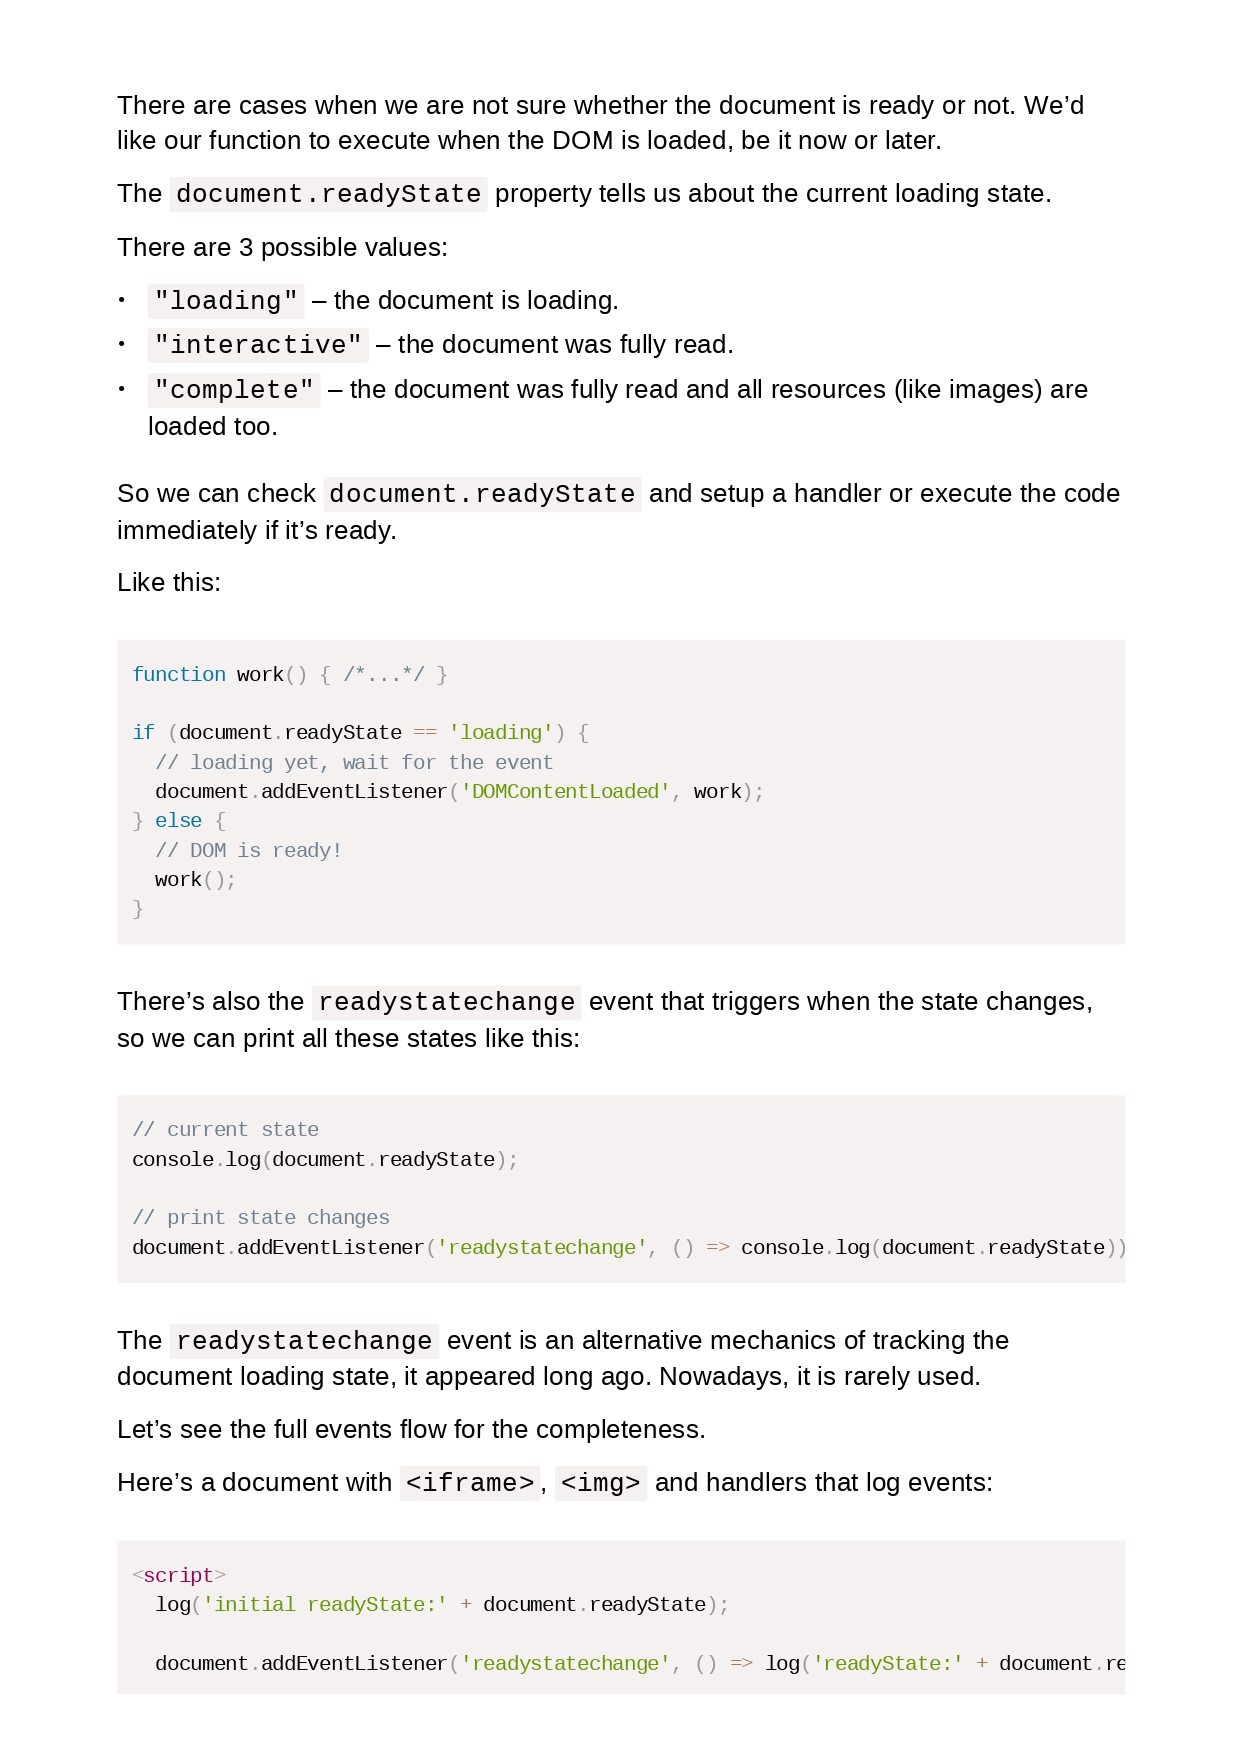 There are cases when we are not sure whether the document is ready or not. We’d
like our function to execute when the DOM is loaded, be it now or later.
The document.readyState property tells us about the current loading state.
There are 3 possible values:
• "loading" – the document is loading.
• "interactive" – the document was fully read.
• "complete" – the document was fully read and all resources (like images) are
loaded too.
So we can check document.readyState and setup a handler or execute the code
immediately if it’s ready.
Like this:
function work() { /*...*/ }
if (document.readyState == 'loading') {
  // loading yet, wait for the event
  document.addEventListener('DOMContentLoaded', work);
} else {
  // DOM is ready!
  work();
}
There’s also the readystatechange event that triggers when the state changes,
so we can print all these states like this:
// current state
console.log(document.readyState);
// print state changes
document.addEventListener('readystatechange', () => console.log(document.readyState))
The readystatechange event is an alternative mechanics of tracking the
document loading state, it appeared long ago. Nowadays, it is rarely used.
Let’s see the full events flow for the completeness.
Here’s a document with <iframe>, <img> and handlers that log events:
<script>
  log('initial readyState:' + document.readyState);
  document.addEventListener('readystatechange', () => log('readyState:' + document.re